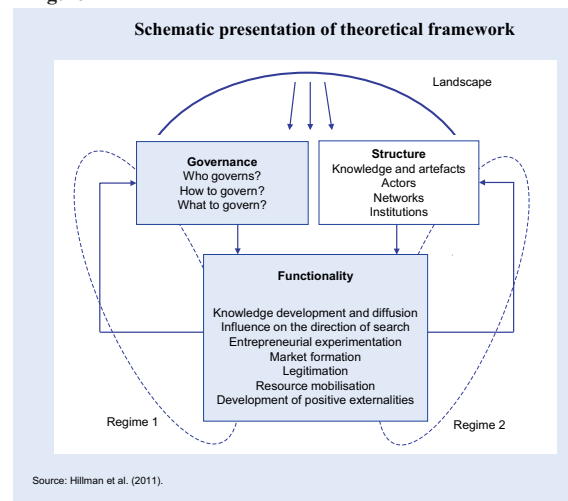 Schematic presentation of theoretical framework
Landscape
Governance
Who governs?
How to govern?
What to govern?
Structure
Knowledge and artefacts
Actors
Networks
Institutions
Functionality
Knowledge development and diffusion
Influence on the direction of search
Entrepreneurial experimentation
Market formation
Legitimation
Resource mobilisation
Development of positive externalities
Regime 1
Regime 2
Source: Hillman et al. (2011).